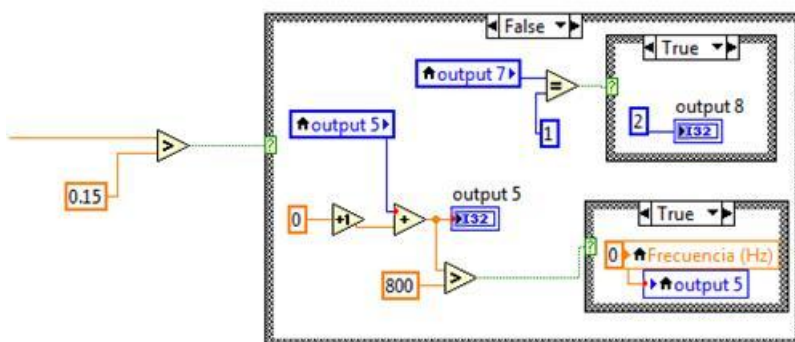 False
True
output 7
=
output 8
1
2
I32
output 5
>
0.15
output 5
0
+1
+
I32
True
0
Frecuencia (Hz)
800
>
output 5
?
?
?